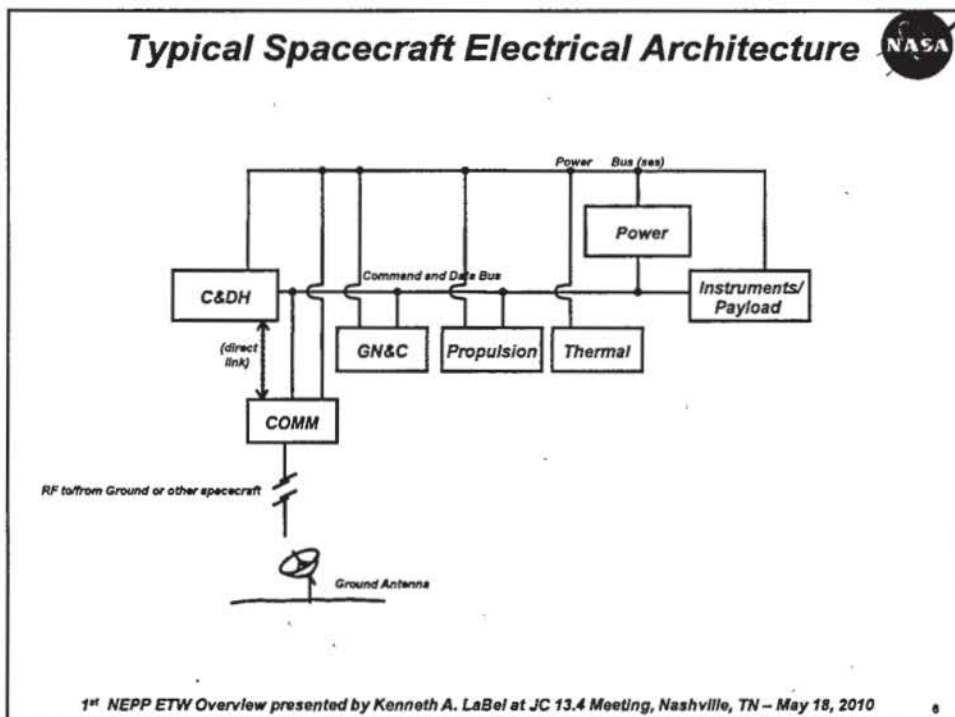 Typical Spacecraft Electrical Architecture
NASA
Power Bus (ses)
Power
Command and Data Bus
C&DH
Instruments/
Payload
(direct
link)
GN&C
Propulsion
Thermal
COMM
RF to/from Ground or other spacecraft
Ground Antenna
1st NEPP ETW Overview presented by Kenneth A. LaBel at JC 13.4 Meeting, Nashville, TN – May 18, 2010
6